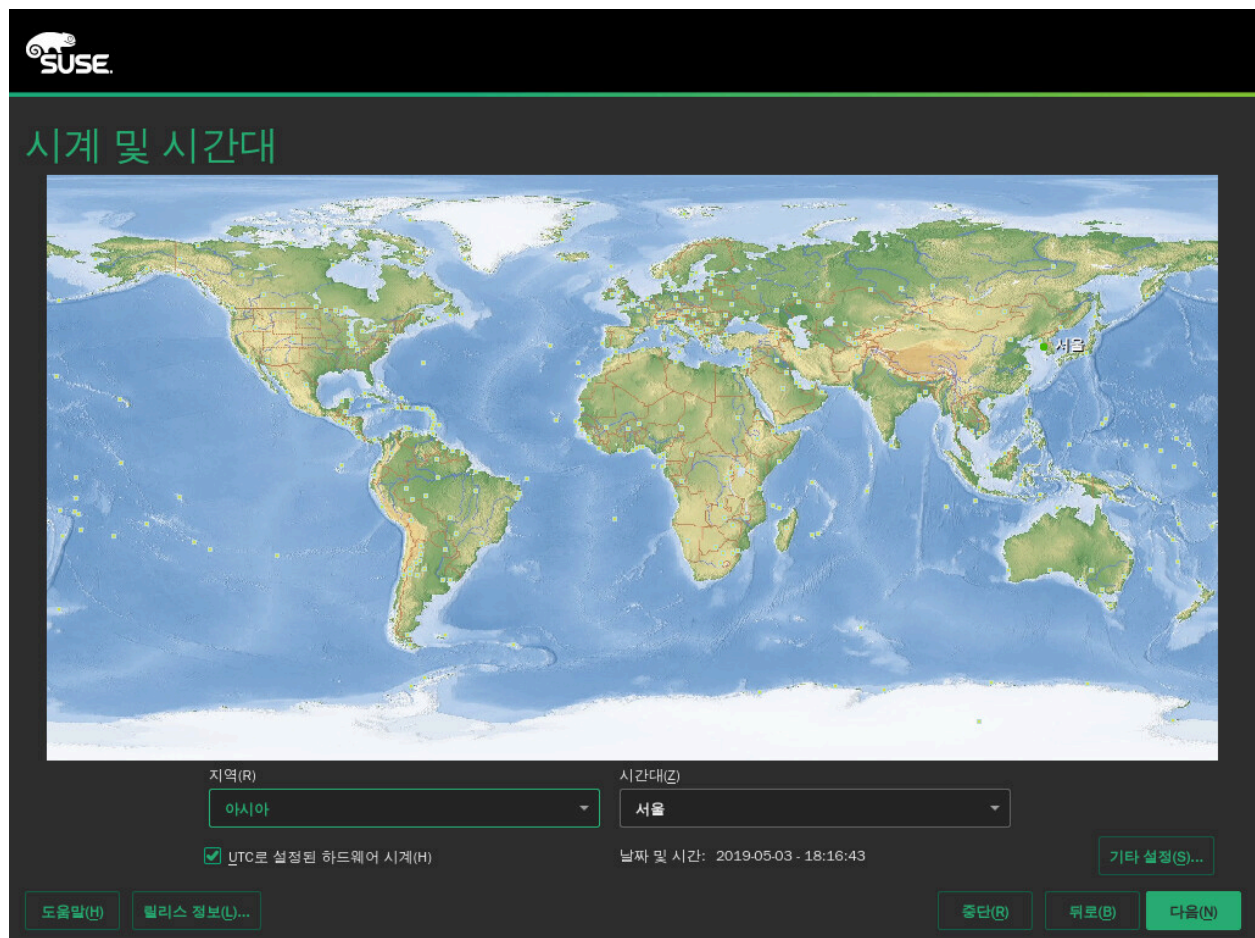 SUSE.
시계 및 시간대
서울
지역(R)
시간대(Z)
아시아
서울
UTC로 설정된 하드웨어 시계(H)
날짜 및 시간: 2019-05-03 - 18:16:43
기타 설정(S)...
도움말(H)
릴리스 정보(L)...
중단(R)
뒤로(B)
다음(N)